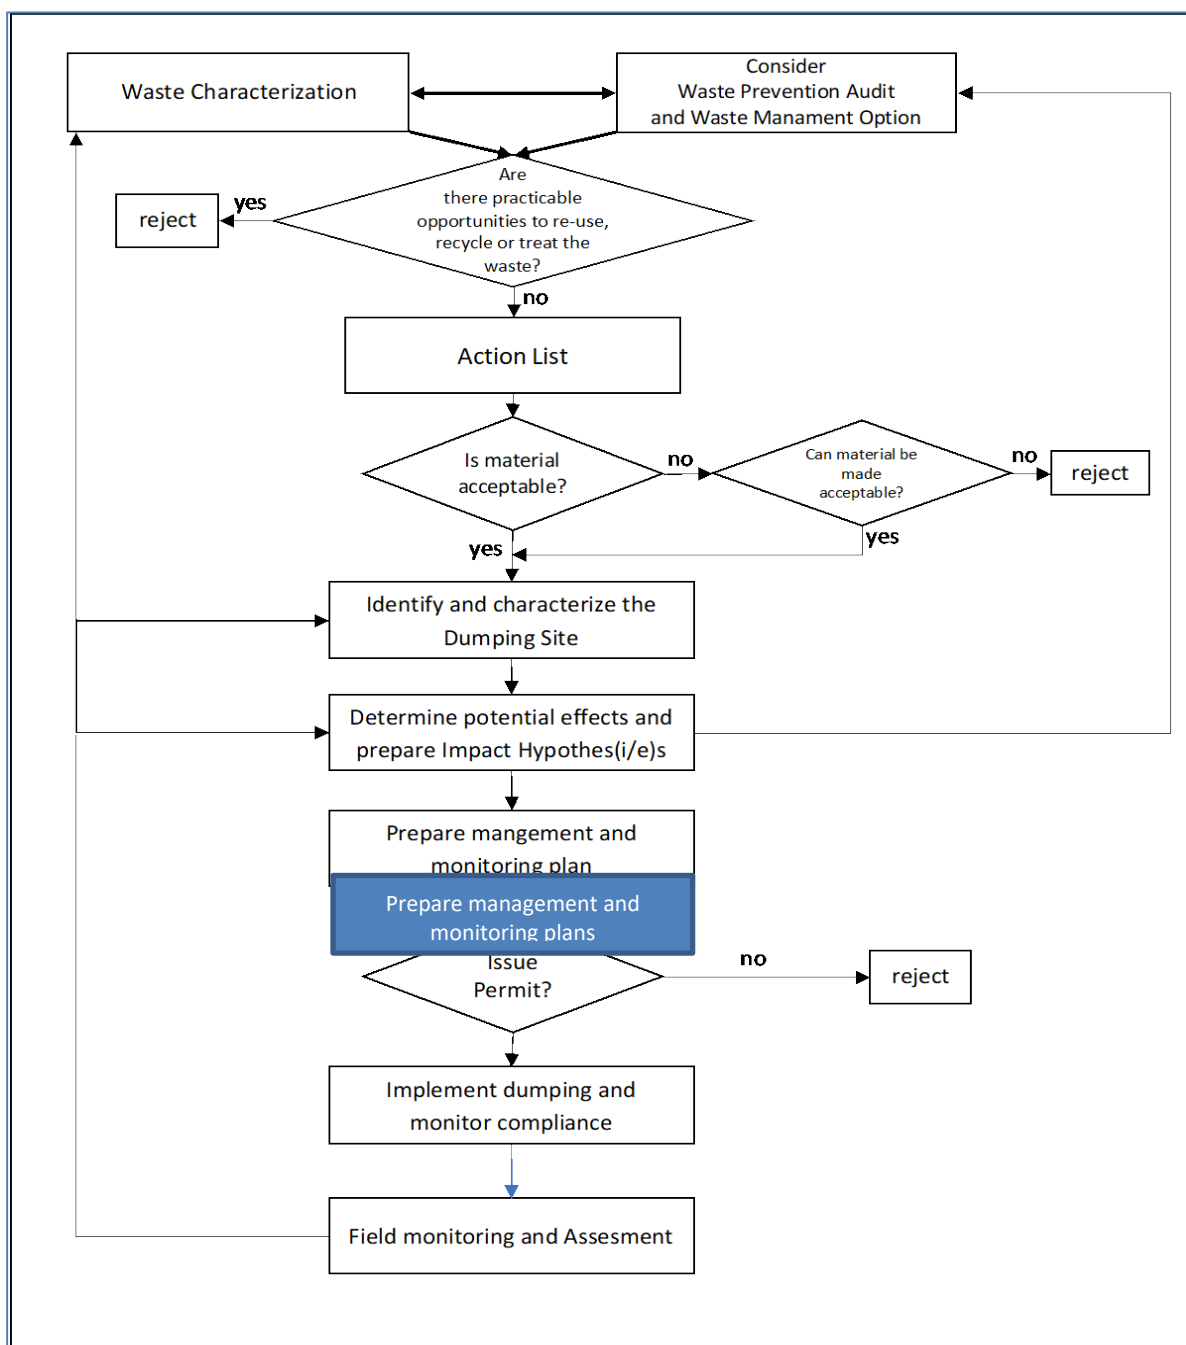 Waste Characterization
Consider
Waste Prevention Audit
and Waste Manament Option
Are
there practicable
opportunities to re-use,
recycle or treat the
waste?
yes
reject
no
Action List
Is material
acceptable?
no
Can material be
made
acceptable?
no
reject
yes
yes
Identify and characterize the
Dumping Site
Determine potential effects and
prepare Impact Hypothes(i/e)s
Prepare mangement and
monitoring plan
Prepare management and
monitoring plans
Issue
Permit?
no
reject
Implement dumping and
monitor compliance
Field monitoring and Assesment